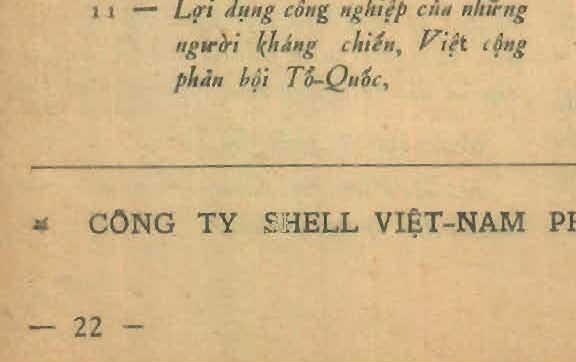 11 — Lợi dụng công nghiệp của những
người kháng chiến, Việt cộng
phản bội Tổ-Quốc,
* CÔNG TY SHELL VIỆT-NAM PH
— 22 —